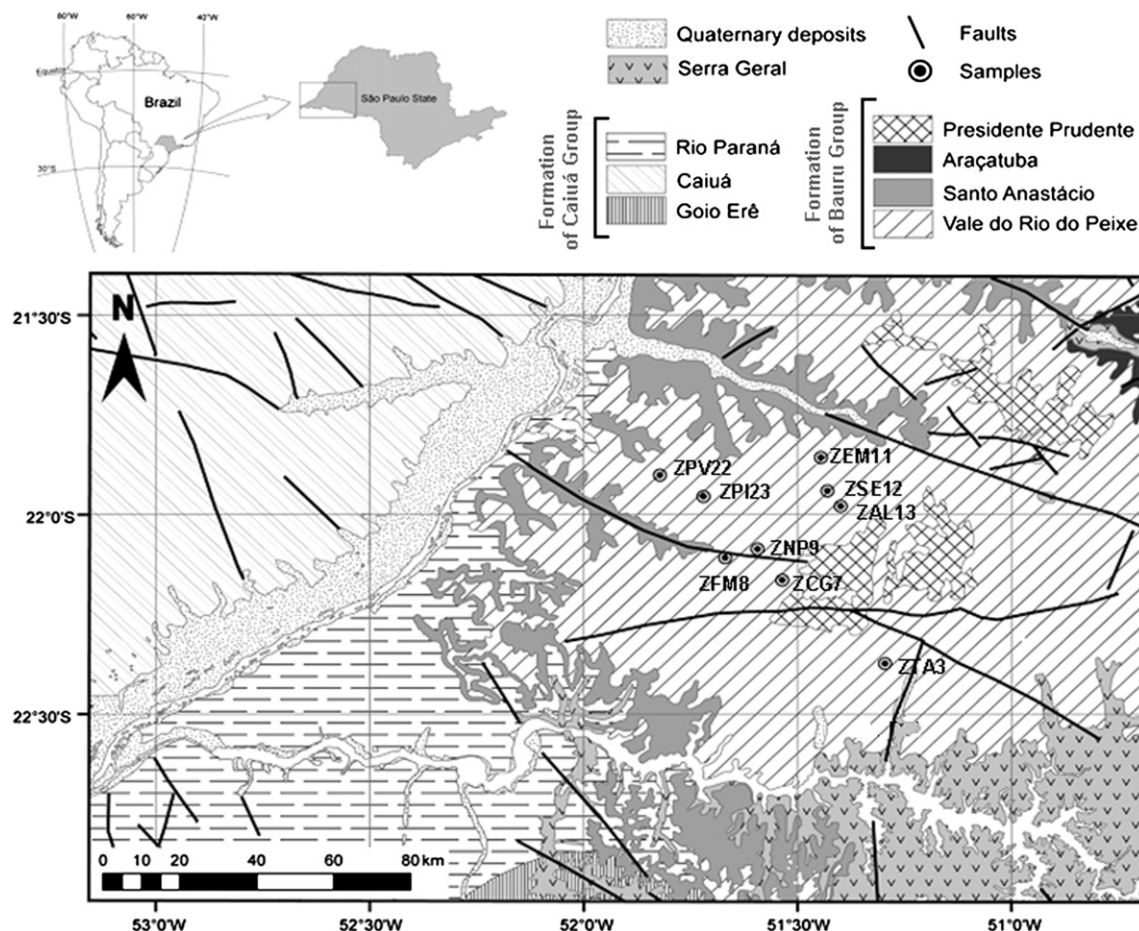 80°W 60°W 40°W
Equator
Brazil
30°S
São Paulo State
Quaternary deposits
Serra Geral
Faults
Samples
Formation
of Caiuá Group
Rio Paraná
Caiuá
Goio Erê
Formation
of Bauru Group
Presidente Prudente
Araçatuba
Santo Anastácio
Vale do Rio do Peixe
N
21°30'S
22°0'S
22°30'S
ZPV22
ZPI23
ZEM11
ZSE12
ZAL13
ZNP9
ZFM8
ZCG7
ZTA3
0 10 20 40 60 80 km
53°0'W 52°30'W 52°0'W 51°30'W 51°0'W